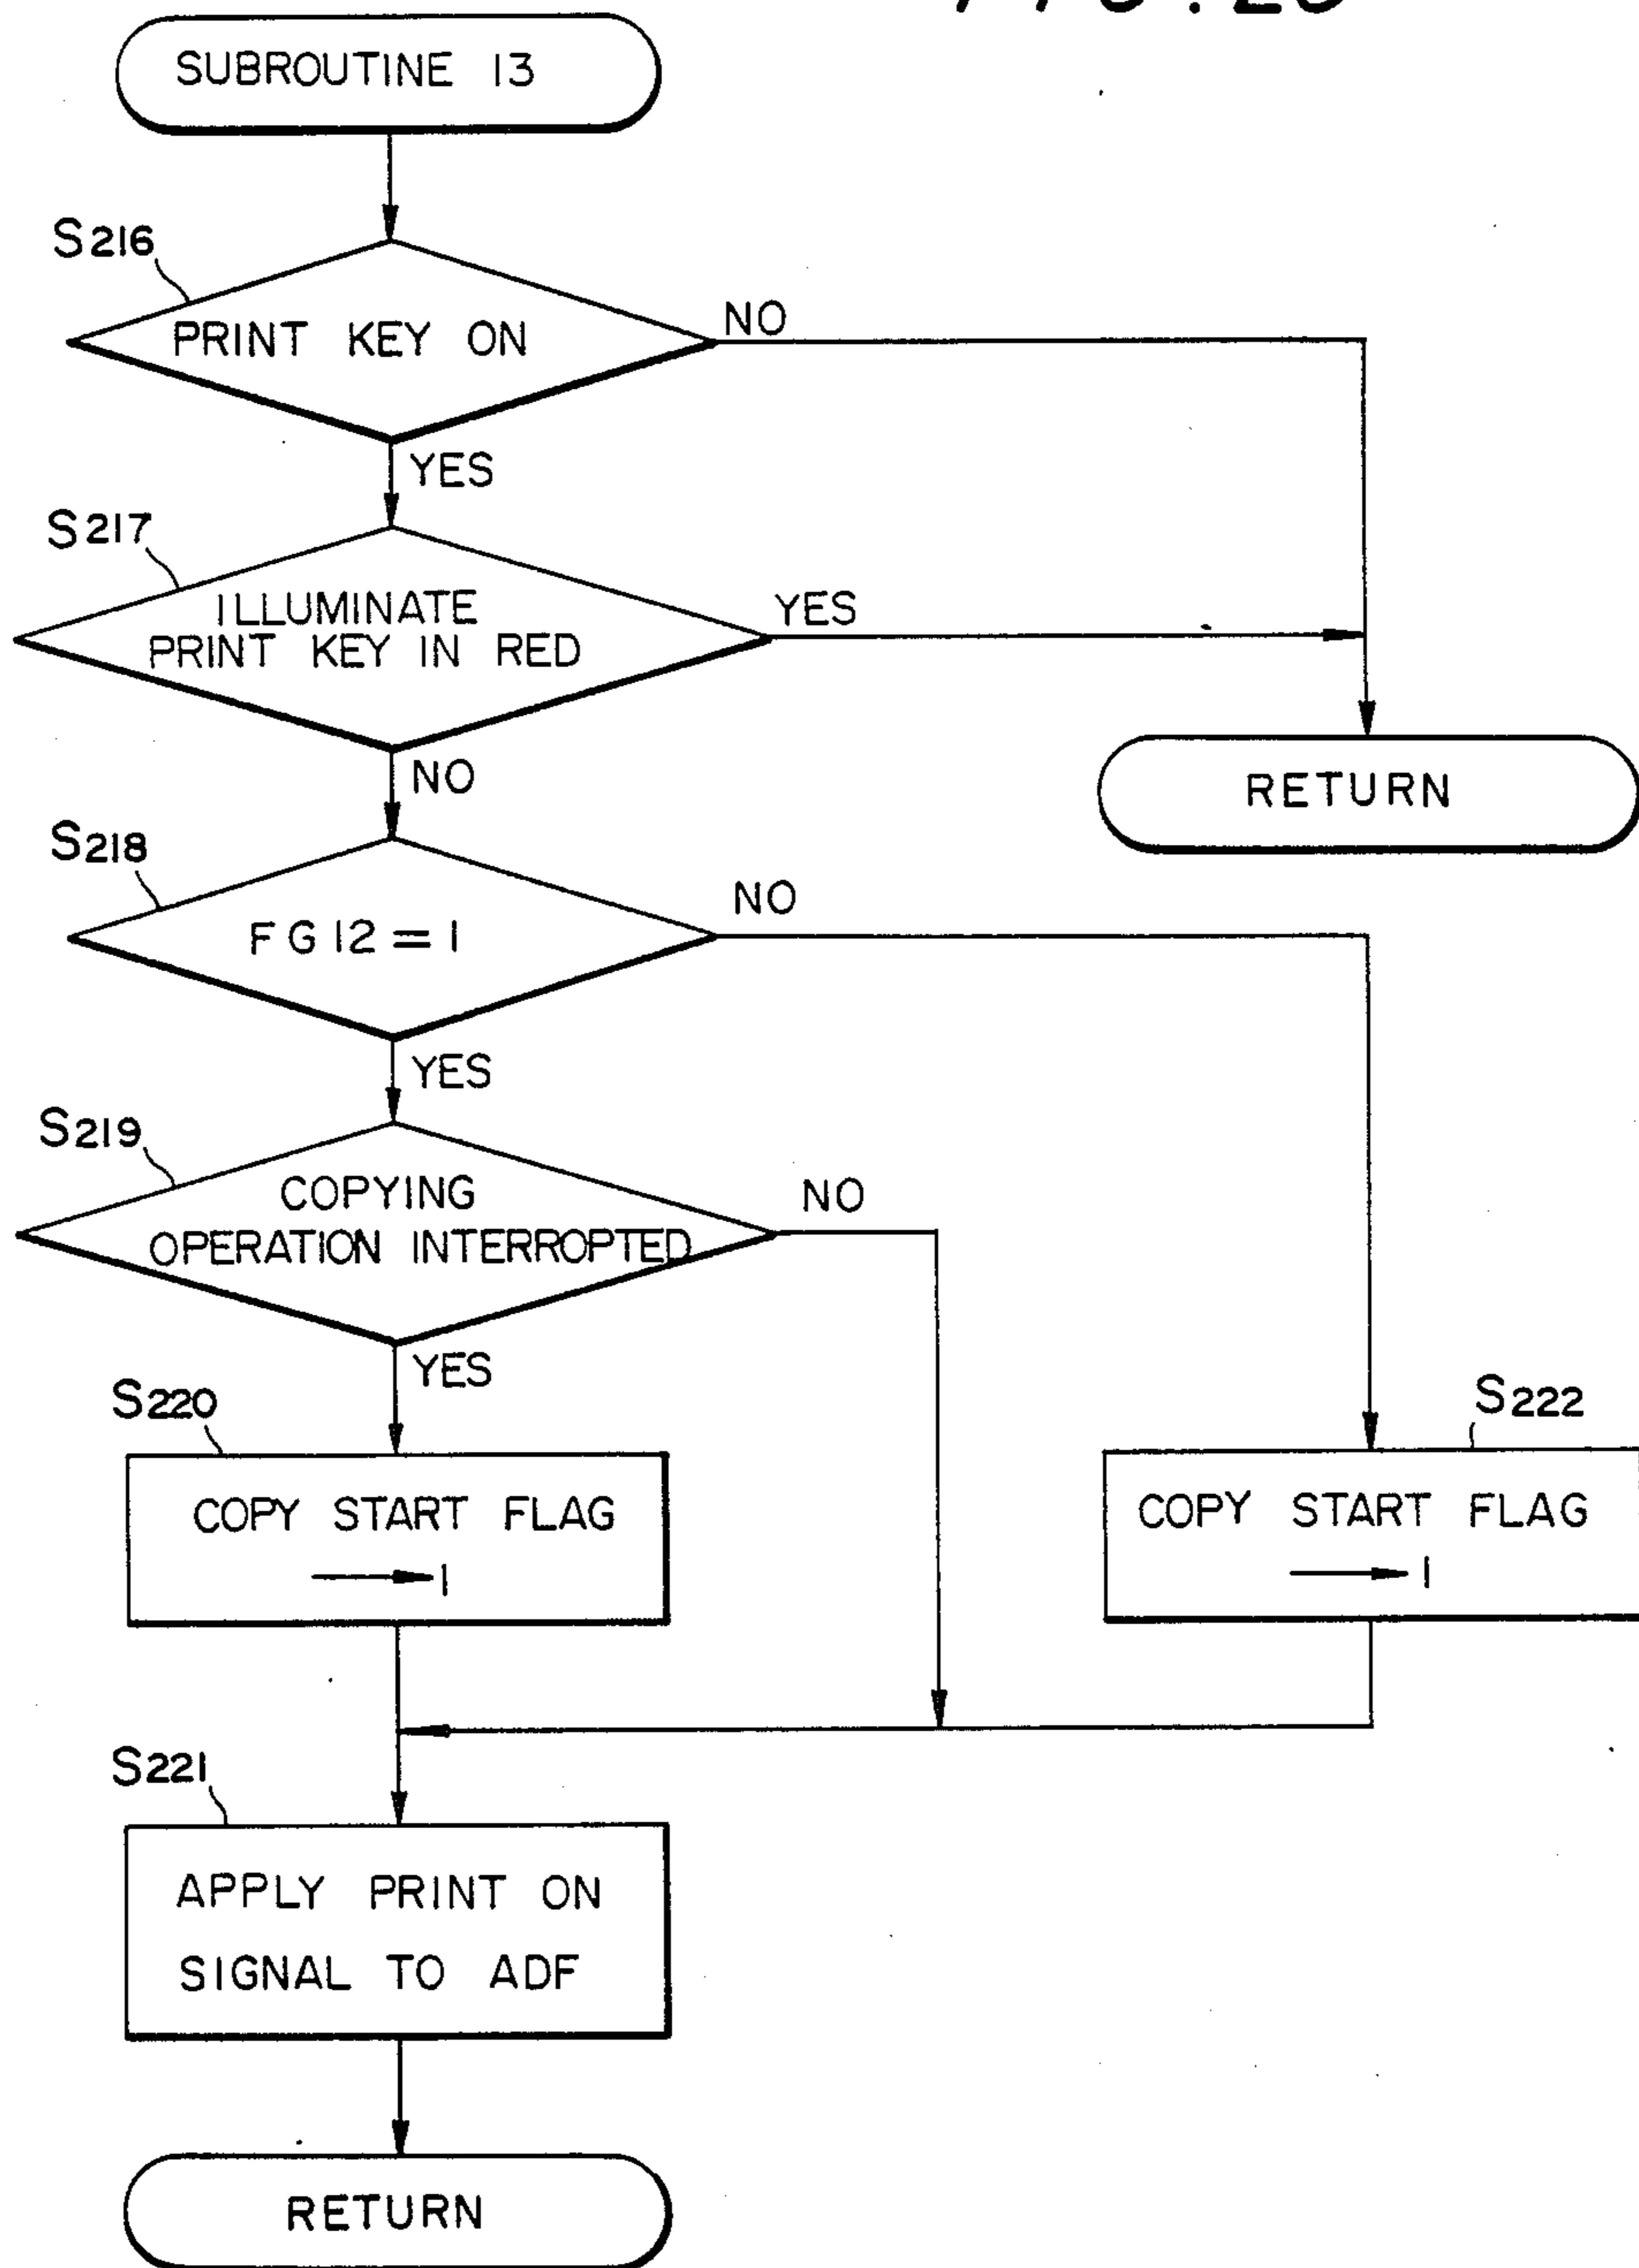 SUBROUTINE 13
S216
PRINT KEY ON
NO
YES
S217
ILLUMINATE
PRINT KEY IN RED
YES
NO
RETURN
S218
FG12=1
NO
YES
S219
COPYING
OPERATION INTERROPTED
NO
YES
S220
COPY START FLAG
→1
S222
COPY START FLAG
→1
S221
APPLY PRINT ON
SIGNAL TO ADF
RETURN